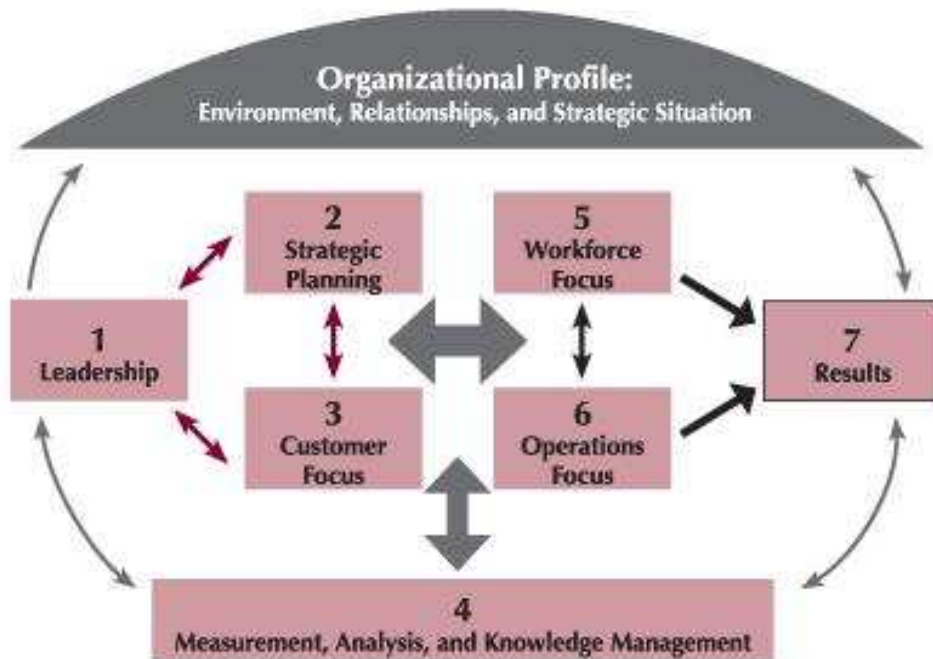 Organizational Profile:
Environment, Relationships, and Strategic Situation
2
Strategic
Planning
5
Workforce
Focus
1
Leadership
7
Results
3
Customer
Focus
6
Operations
Focus
4
Measurement, Analysis, and Knowledge Management